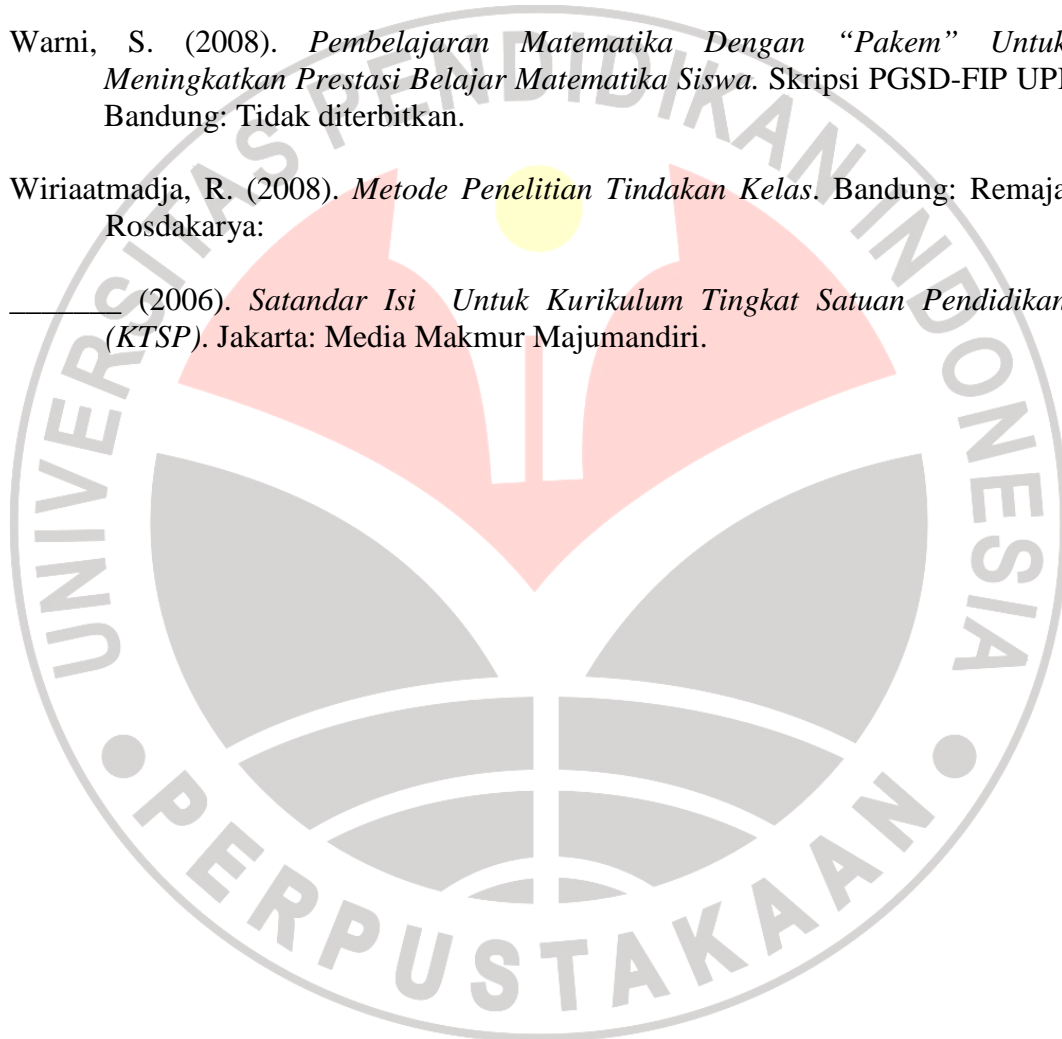 Warni, S. (2008). Pembelajaran Matematika Dengan “Pakem” Untuk
Meningkatkan Prestasi Belajar Matematika Siswa. Skripsi PGSD-FIP UPI
Bandung: Tidak diterbitkan.
Wiriaatmadja, R. (2008). Metode Penelitian Tindakan Kelas. Bandung: Remaja
Rosdakarya:
_______ (2006). Satandar Isi Untuk Kurikulum Tingkat Satuan Pendidikan
(KTSP). Jakarta: Media Makmur Majumandiri.
UNIVERSITAS PENDIDIKAN INDONESIA
PERPUSTAKAAN